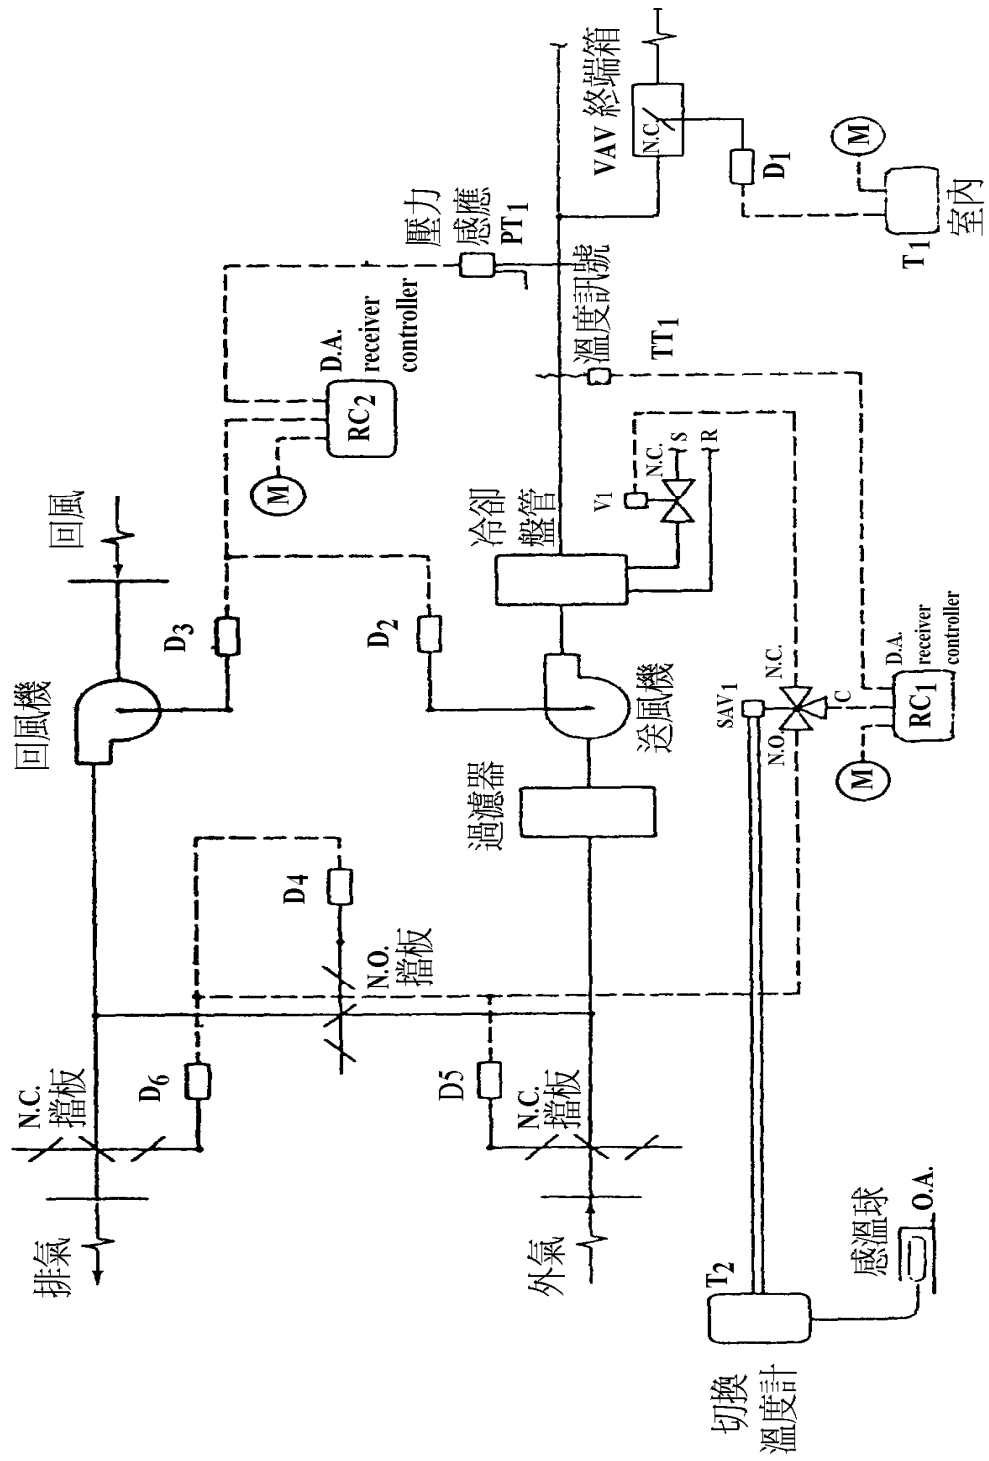 排氣
N.C.
擋板
D6
回風機
回風
D3
M
RC2
D.A.
receiver
controller
壓力
感應
PT1
D4
N.O.
擋板
D2
外氣
D5
N.C.
擋板
過濾器
送風機
冷卻
盤管
溫度訊號
TT1
VAV 終端箱
N.C.
D1
M
T1
室內
V1
N.C.
S
R
切換
溫度計
T2
感溫球
O.A.
SAV1
N.O.
N.C.
C
M
RC1
D.A.
receiver
controller